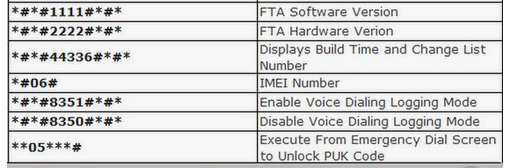 *#*#1111#*#* FTA Software Version
*#*#2222#*#* FTA Hardware Verion
*#*#44336#*#* Displays Build Time and Change List
Number
*#06# IMEI Number
*#*#8351#*#* Enable Voice Dialing Logging Mode
*#*#8350#*#* Disable Voice Dialing Logging Mode
**05***# Execute From Emergency Dial Screen
to Unlock PUK Code